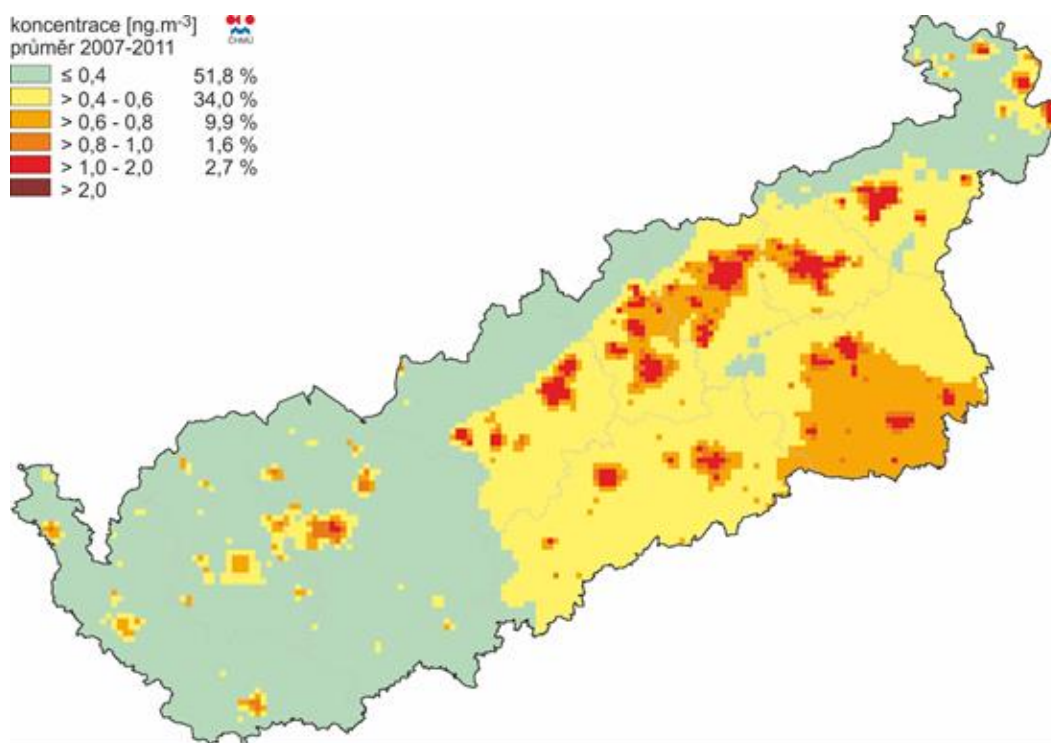 koncentrace [ng.m-3]
průměr 2007-2011
ČHMÚ
≤ 0,4 51,8 %
> 0,4 - 0,6 34,0 %
> 0,6 - 0,8 9,9 %
> 0,8 - 1,0 1,6 %
> 1,0 - 2,0 2,7 %
> 2,0